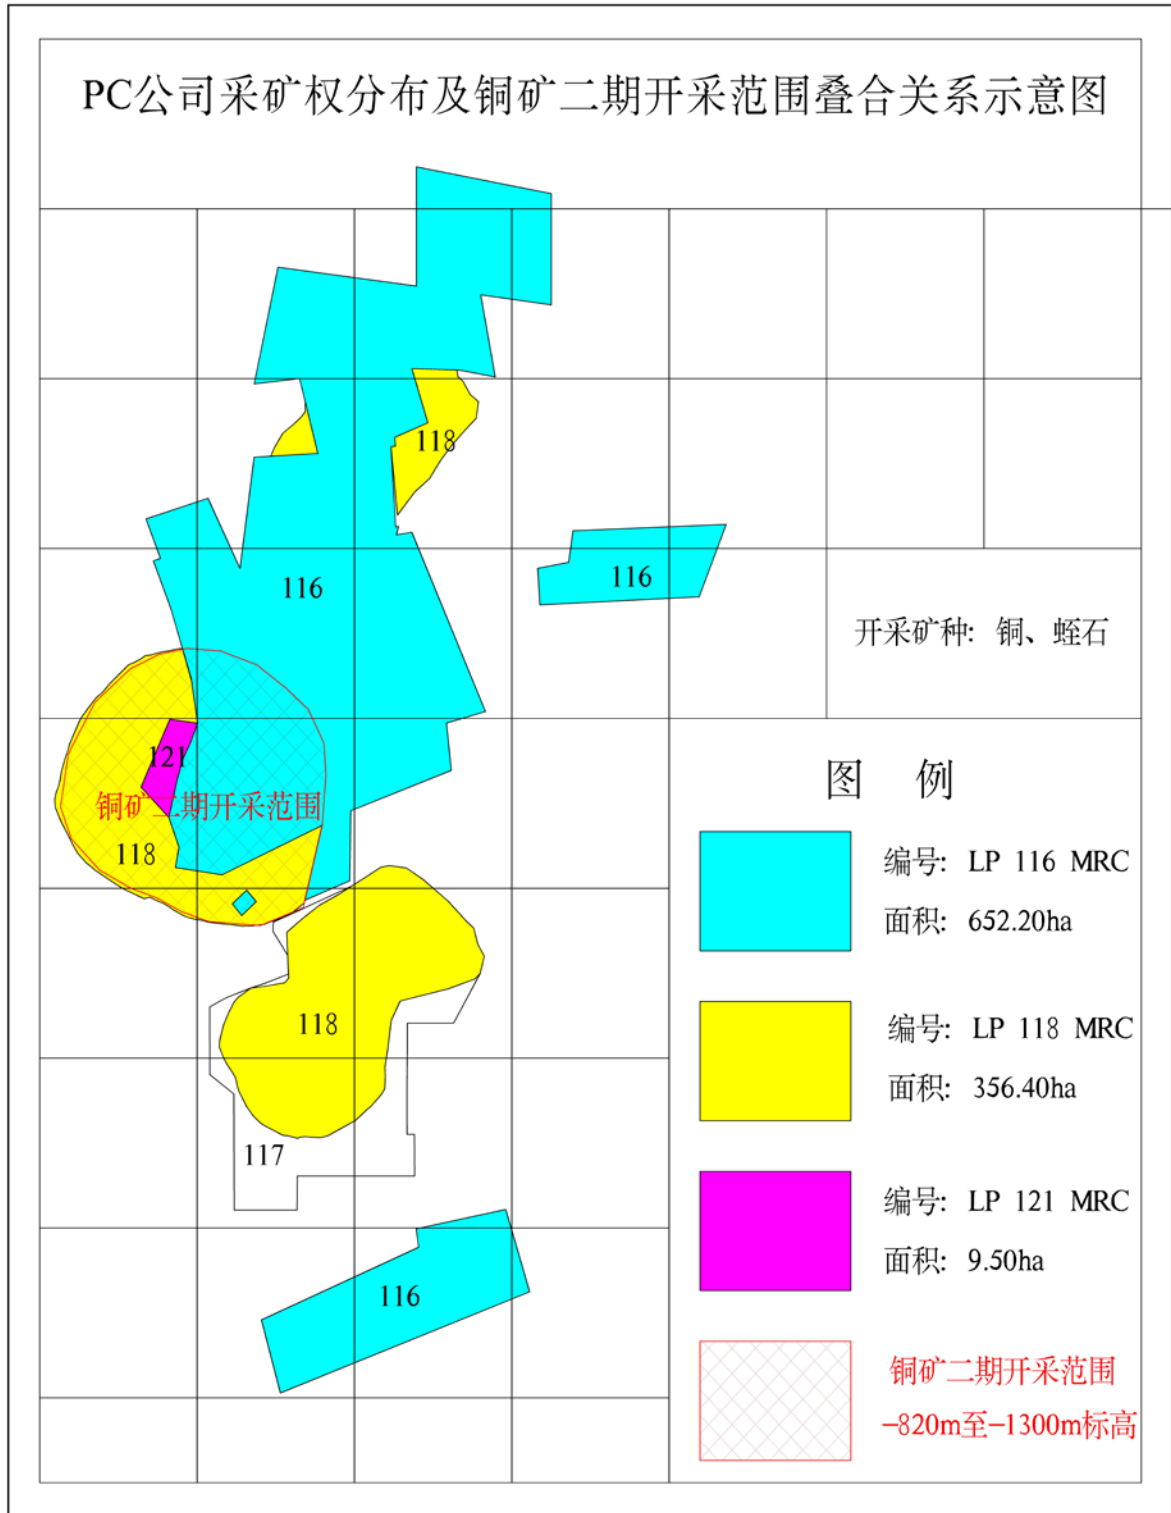 PC公司采矿权分布及铜矿二期开采范围叠合关系示意图
118
116
116
开采矿种: 铜、蛭石
121
铜矿二期开采范围
118
118
117
116
图 例
编号: LP 116 MRC
面积: 652.20ha
编号: LP 118 MRC
面积: 356.40ha
编号: LP 121 MRC
面积: 9.50ha
铜矿二期开采范围
-820m至-1300m标高